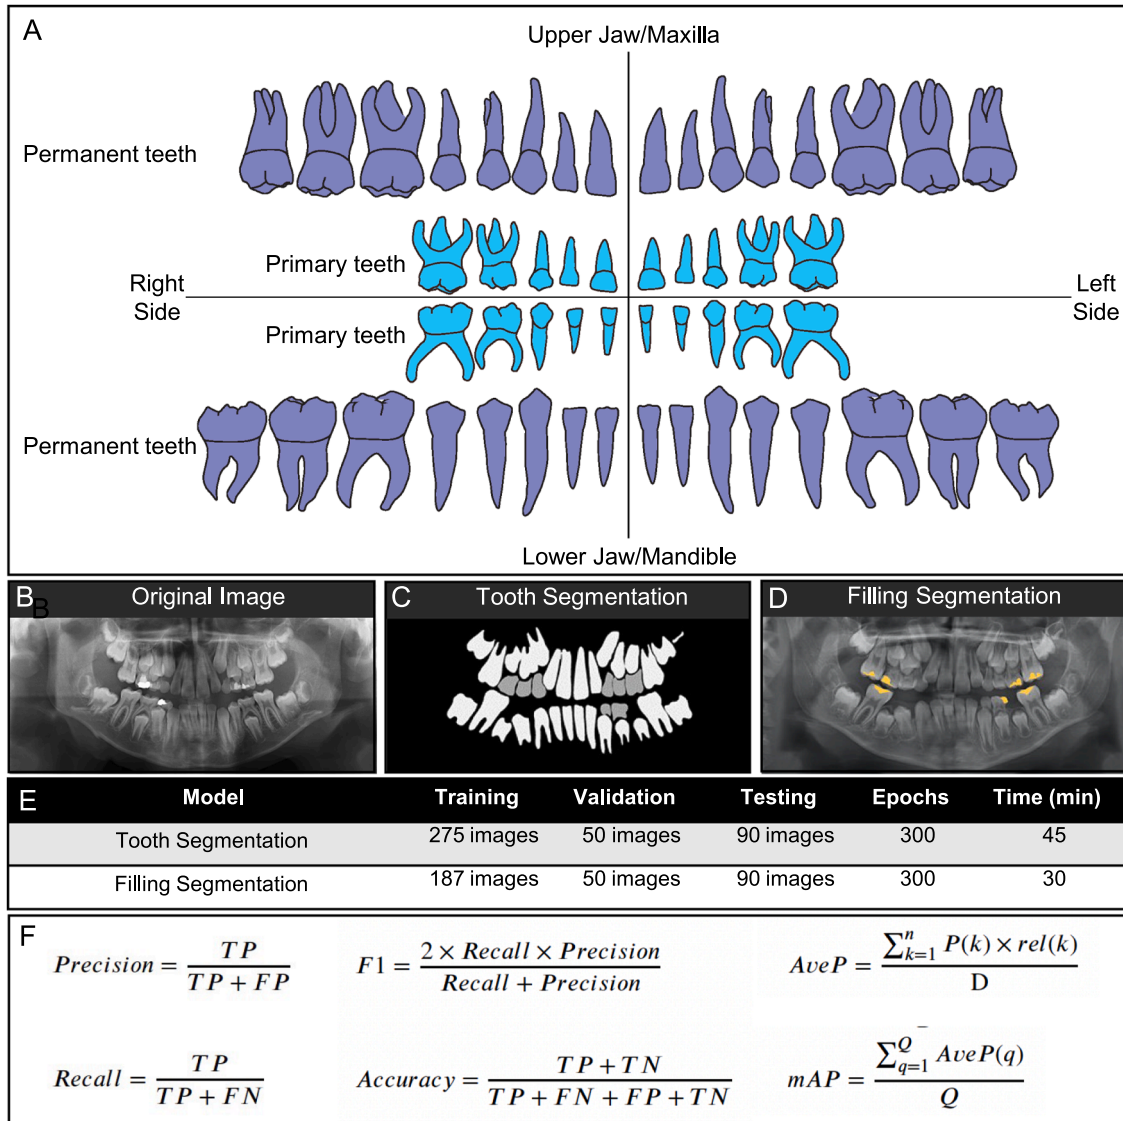 A
Upper Jaw/Maxilla
Permanent teeth
Primary teeth
Right
Side
Left
Side
Primary teeth
Permanent teeth
Lower Jaw/Mandible
B
B
Original Image
C
Tooth Segmentation
D
Filling Segmentation
E Model Training Validation Testing Epochs Time (min)
Tooth Segmentation 275 images 50 images 90 images 300 45
Filling Segmentation 187 images 50 images 90 images 300 30
F
Precision = TP / TP + FP
F1 = 2 × Recall × Precision / Recall + Precision
AveP = ∑_{k=1}^{n} P(k) × rel(k) / D
Recall = TP / TP + FN
Accuracy = TP + TN / TP + FN + FP + TN
mAP = ∑_{q=1}^{Q} AveP(q) / Q